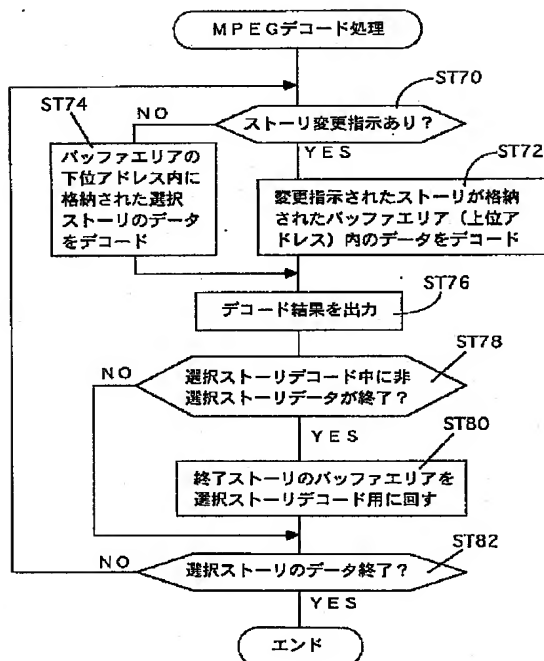 MPEGデコード処理
ST70
ST74
NO
ストーリ変更指示あり？
YES
ST72
バッファエリアの
下位アドレス内に
格納された選択
ストーリのデータ
をデコード
変更指示されたストーリが格納
されたバッファエリア（上位ア
ドレス）内のデータをデコード
ST76
デコード結果を出力
ST78
NO
選択ストーリデコード中に非
選択ストーリデータが終了？
YES
ST80
終了ストーリのバッファエリアを
選択ストーリデコード用に回す
ST82
NO
選択ストーリのデータ終了？
YES
エンド